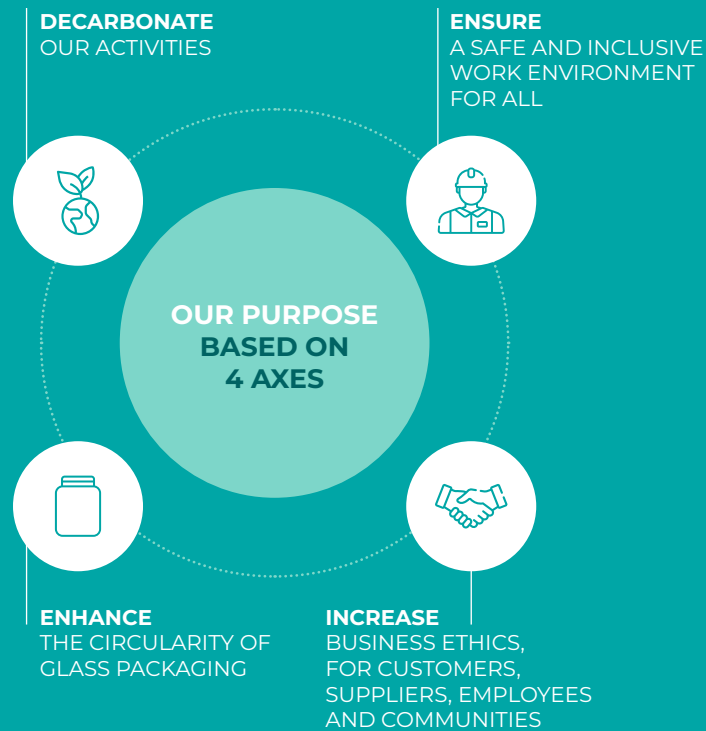 DECARBONATE
OUR ACTIVITIES
ENSURE
A SAFE AND INCLUSIVE
WORK ENVIRONMENT
FOR ALL
OUR PURPOSE
BASED ON
4 AXES
ENHANCE
THE CIRCULARITY OF
GLASS PACKAGING
INCREASE
BUSINESS ETHICS,
FOR CUSTOMERS,
SUPPLIERS, EMPLOYEES
AND COMMUNITIES